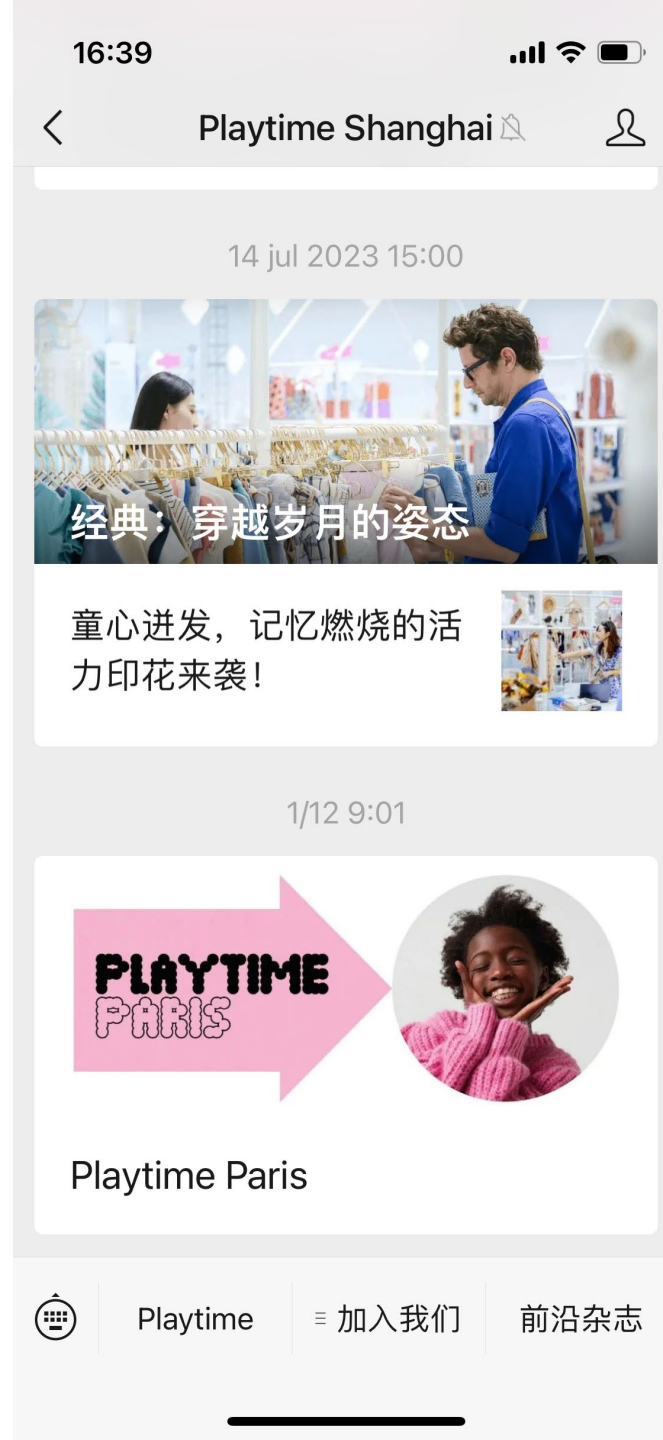 16:39
Playtime Shanghai
14 jul 2023 15:00
经典：穿越岁月的姿态
童心迸发，记忆燃烧的活
力印花来袭！
1/12 9:01
PLAYTIME
PARIS
Playtime Paris
Playtime
加入我们
前沿杂志